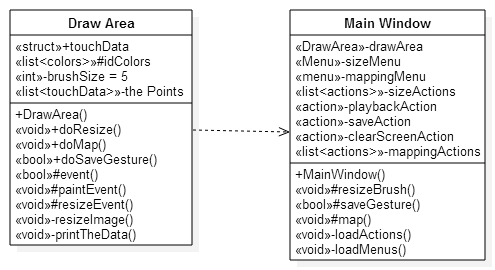 Draw Area
«struct»+touchData
«list<colors>»#idColors
«int»-brushSize = 5
«list<touchData>»-the Points
+DrawArea()
«void»+doResize()
«void»+doMap()
«bool»+doSaveGesture()
«bool»#event()
«void»#paintEvent()
«void»#resizeEvent()
«void»-resizeImage()
«void»-printTheData()
Main Window
«DrawArea»-drawArea
«Menu»-sizeMenu
«menu»-mappingMenu
«list<actions>»-sizeActions
«action»-playbackAction
«action»-saveAction
«action»-clearScreenAction
«list<actions>»-mappingActions
+MainWindow()
«void»#resizeBrush()
«bool»#saveGesture()
«void»#map()
«void»-loadActions()
«void»-loadMenus()